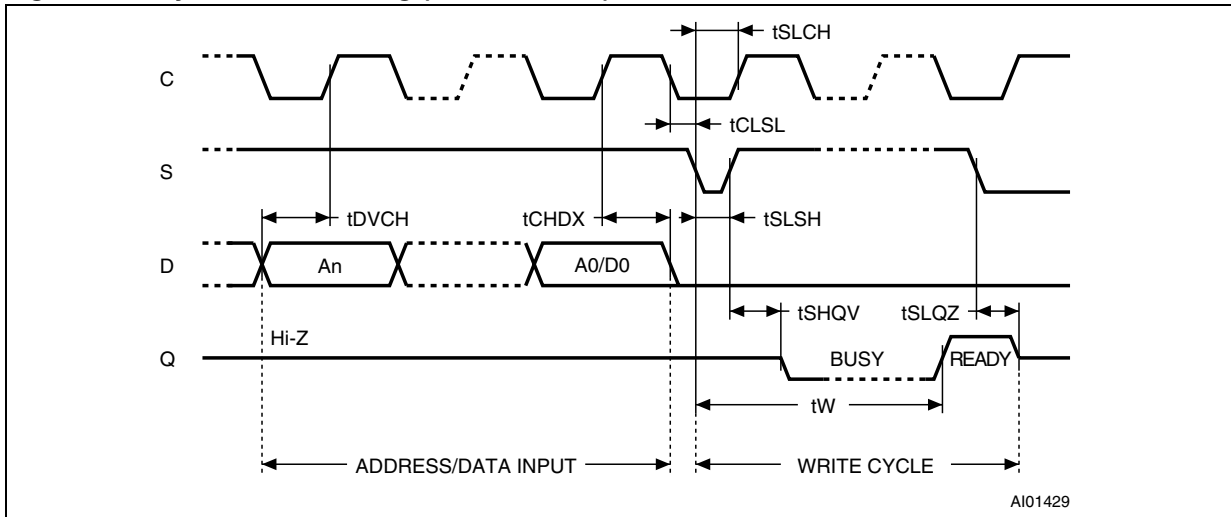 tSLCH
C
tCLSL
S
tDVCH
tCHDX
tSLSH
D
An
A0/D0
tSHQV
tSLQZ
Hi-Z
Q
BUSY
READY
tW
ADDRESS/DATA INPUT
WRITE CYCLE
AI01429